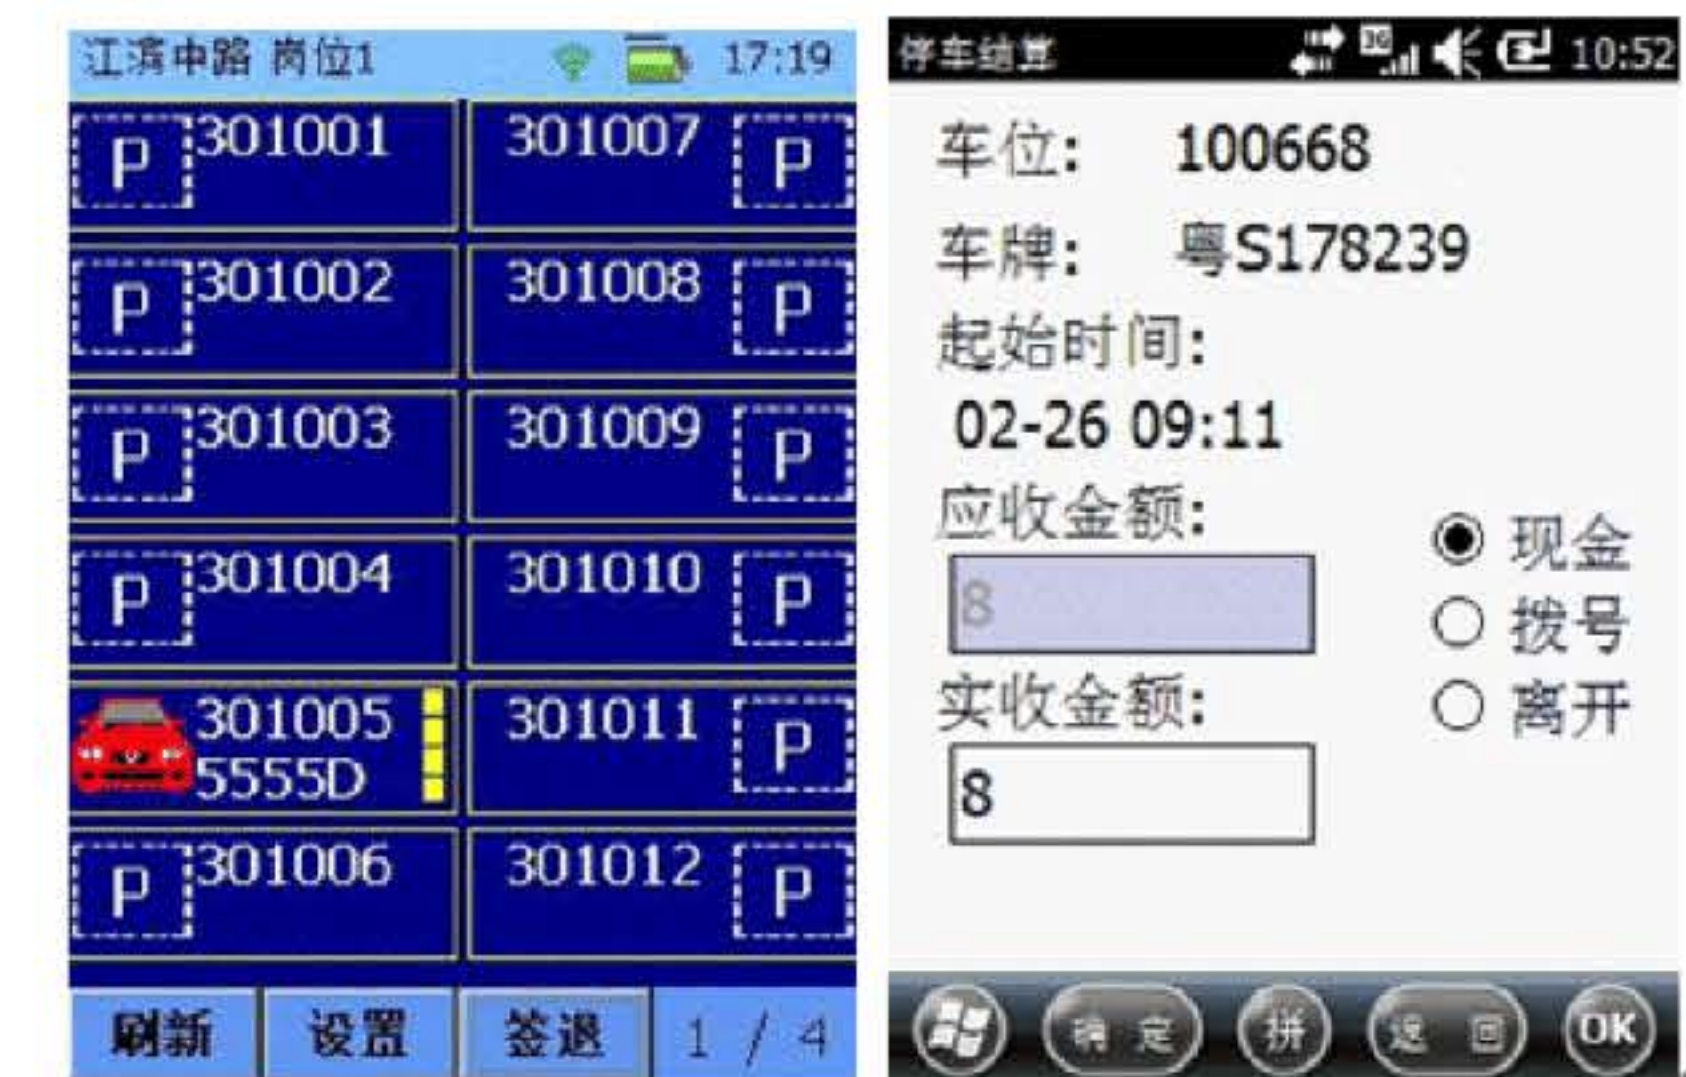 江滨中路 岗位1
17:19
P
301001
301007
P
P
301002
301008
P
P
301003
301009
P
P
301004
301010
P
301005
5555D
301011
P
P
301006
301012
P
刷新
设置
签退
1 / 4
停车结算
3G
10:52
车位: 100668
车牌: 粤S178239
起始时间:
02-26 09:11
应收金额:
8
现金
拨号
实收金额:
离开
8
确 定
拼
退 回
OK